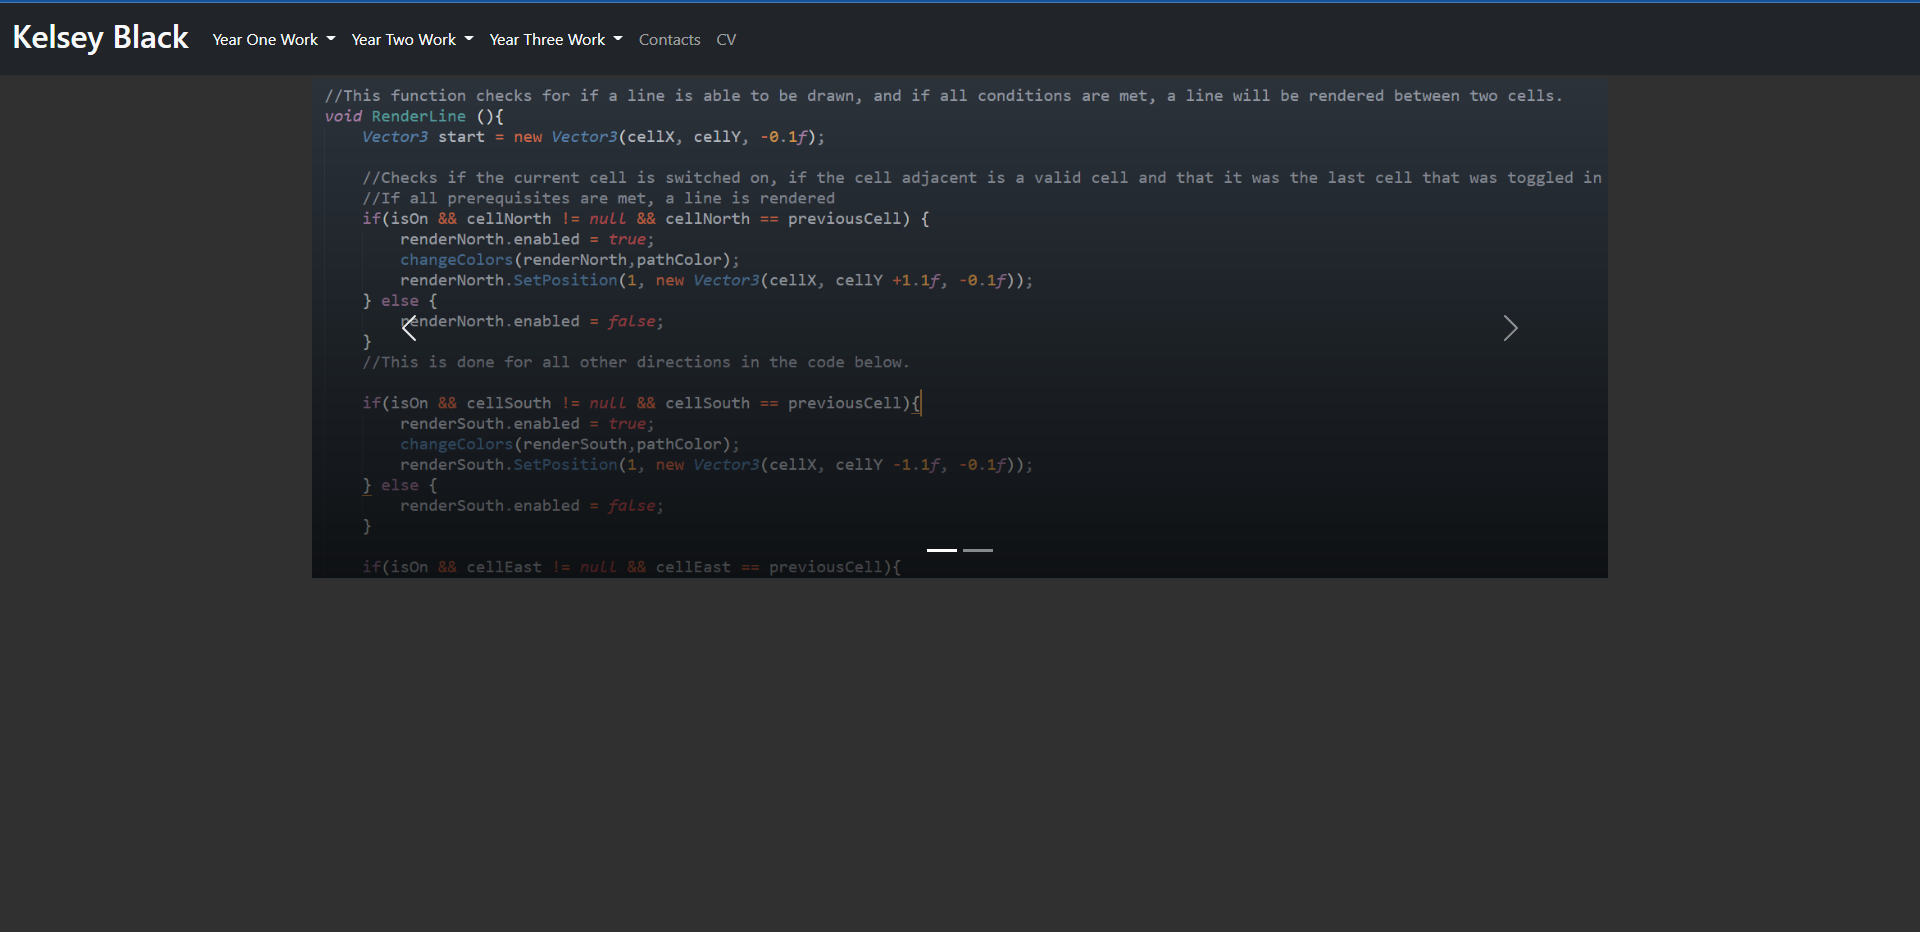 Kelsey Black
Year One Work
Year Two Work
Year Three Work
Contacts
CV
//This function checks for if a line is able to be drawn, and if all conditions are met, a line will be rendered between two cells.
void RenderLine (){
Vector3 start = new Vector3(cellX, cellY, -0.1f);
//Checks if the current cell is switched on, if the cell adjacent is a valid cell and that it was the last cell that was toggled in
//If all prerequisites are met, a line is rendered
if(isOn && cellNorth != null && cellNorth == previousCell) {
renderNorth.enabled = true;
changeColors(renderNorth,pathColor);
renderNorth.SetPosition(1, new Vector3(cellX, cellY +1.1f, -0.1f));
} else {
renderNorth.enabled = false;
}
//This is done for all other directions in the code below.
if(isOn && cellSouth != null && cellSouth == previousCell){
renderSouth.enabled = true;
changeColors(renderSouth,pathColor);
renderSouth.SetPosition(1, new Vector3(cellX, cellY -1.1f, -0.1f));
} else {
renderSouth.enabled = false;
}
if(isOn && cellEast != null && cellEast == previousCell){